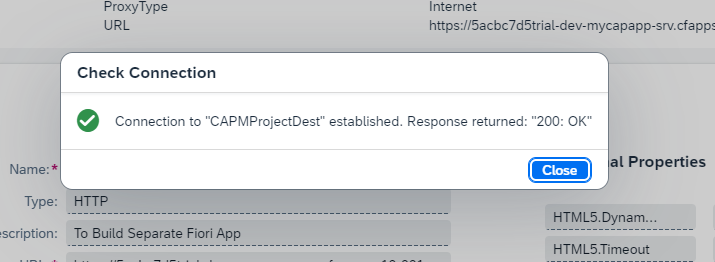 ProxyType Internet
URL https://5acbc7d5trial-dev-mycapapp-srv.cfapps
Check Connection
Connection to "CAPMProjectDest" established. Response returned: "200: OK"
Close
Name:*
al Properties
Type: HTTP
HTML5.Dynam...
escription: To Build Separate Fiori App
HTML5.Timeout